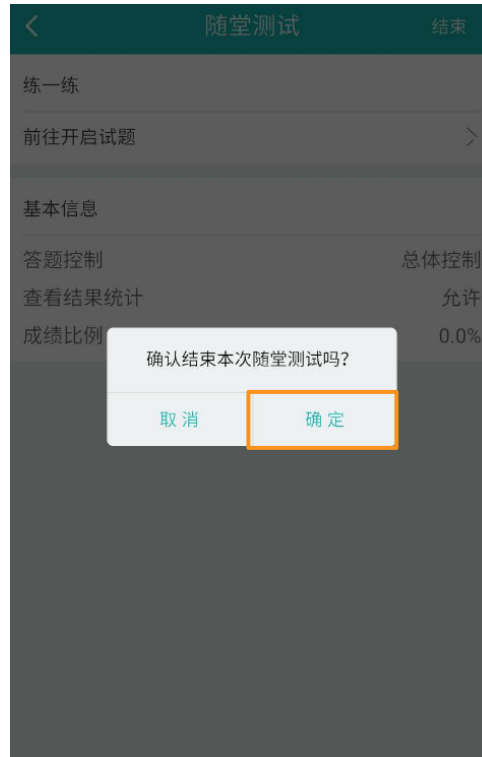 随堂测试 结束
练一练
前往开启试题
基本信息
答题控制 总体控制
查看结果统计 允许
成绩比例 0.0%
确认结束本次随堂测试吗?
取消 确定